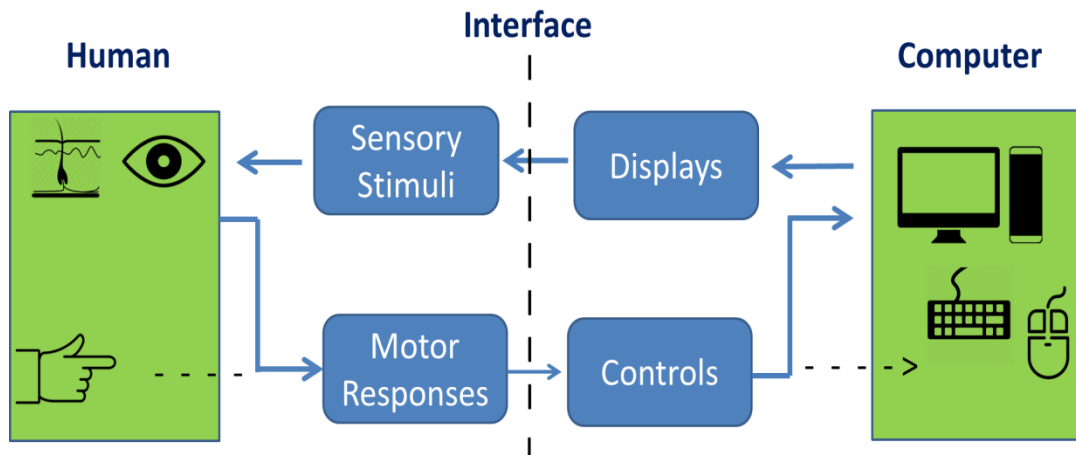 Interface
Human
Computer
Sensory
Stimuli
Displays
Motor
Responses
Controls